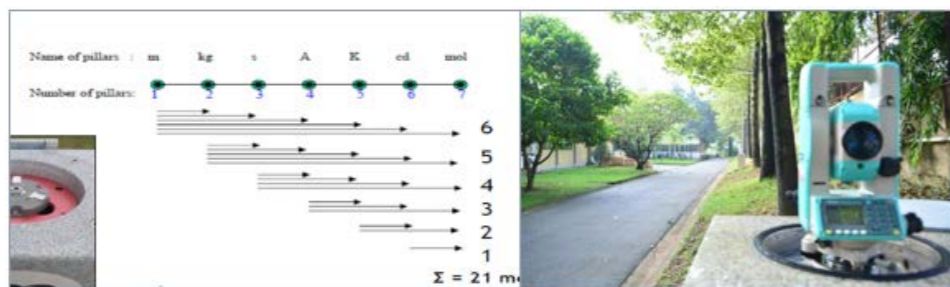 Name of pillars : m kg s A K cd mol
Number of pillars: 1 2 3 4 5 6 7
6
5
4
3
2
1
Σ = 21 m